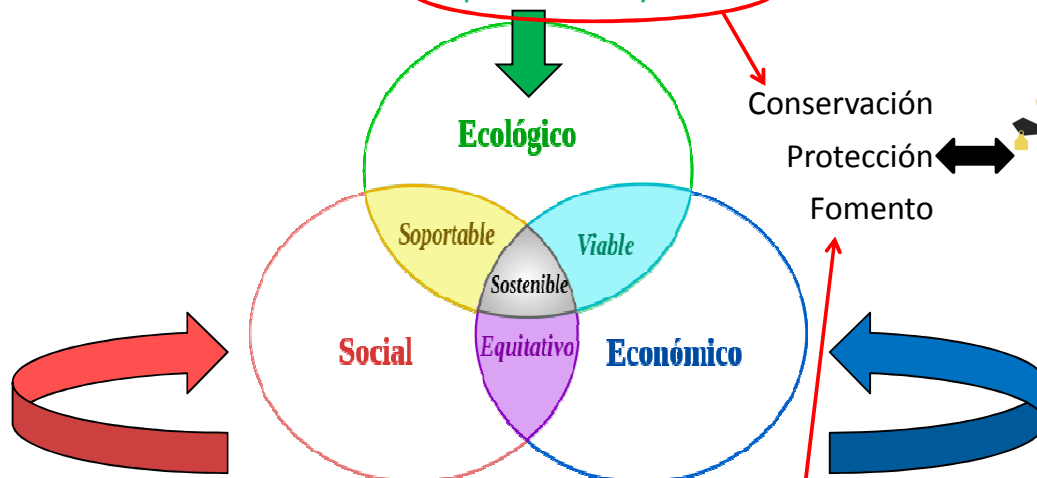 Ecológico
Conservación
Protección
Fomento
Soportable
Viable
Sostenible
Social
Equitativo
Económico